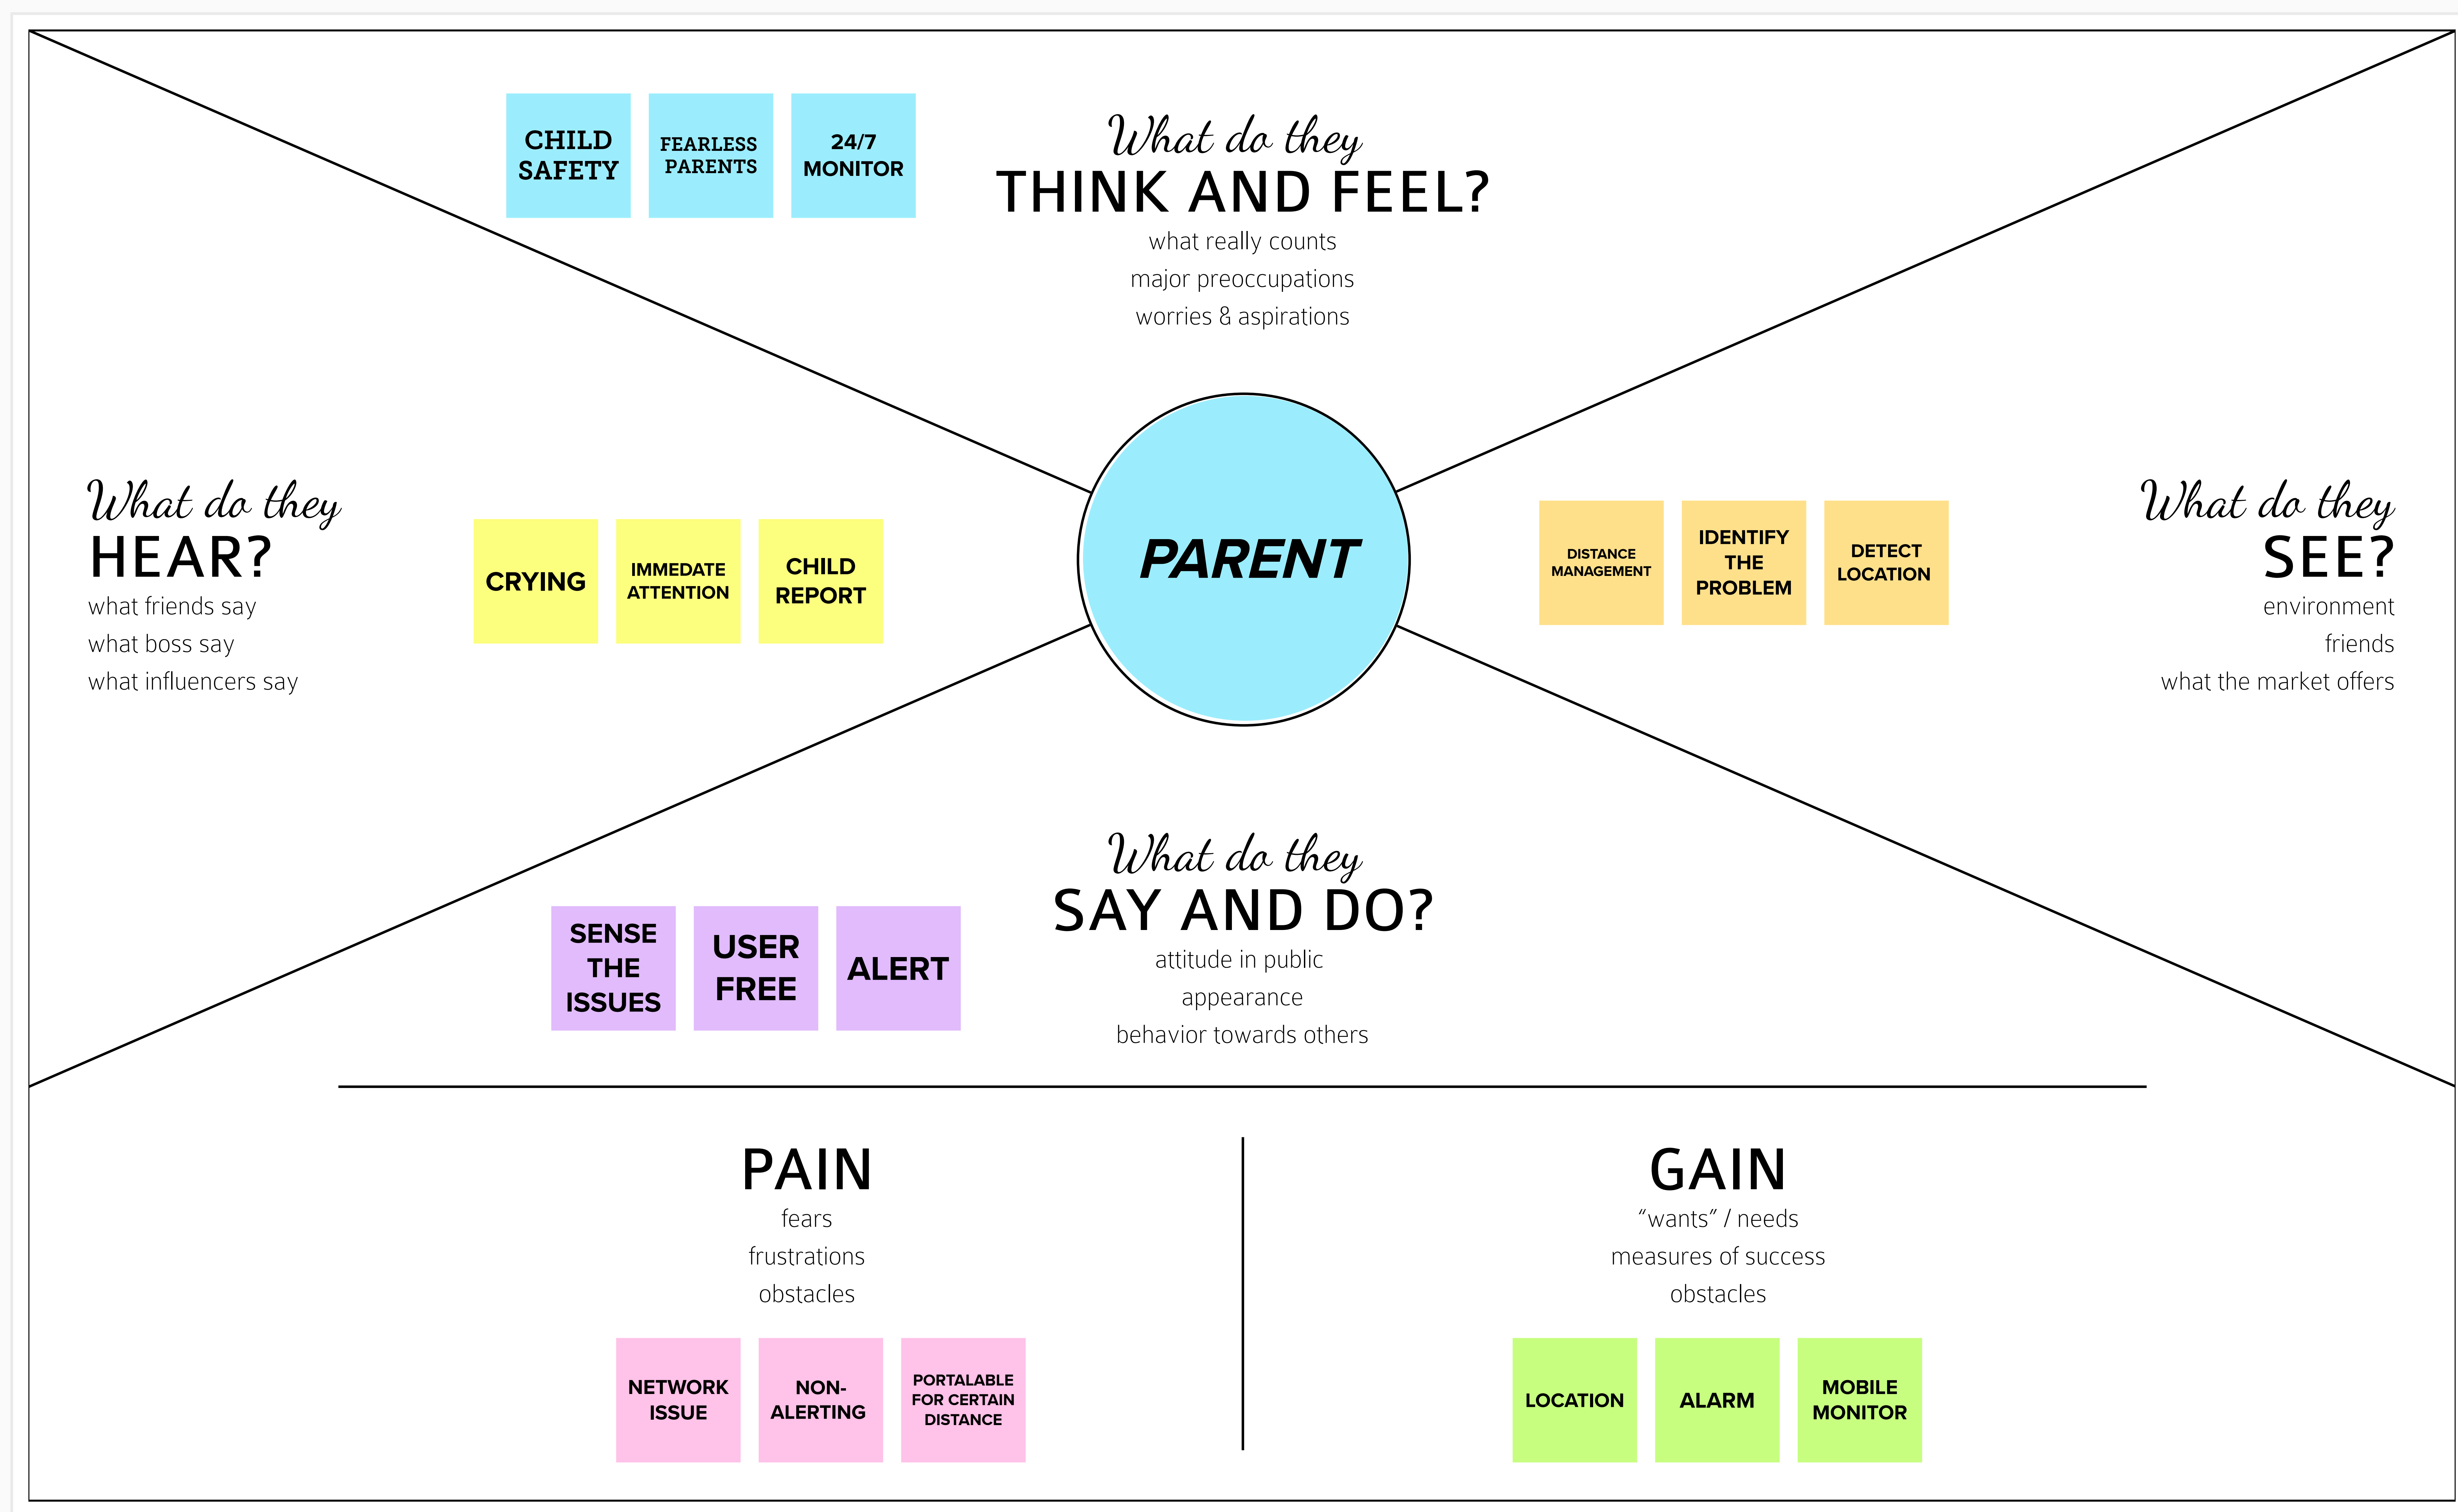 CHILD
SAFETY
FEARLESS
PARENTS
24/7
MONITOR
What do they
THINK AND FEEL?
what really counts
major preoccupations
worries & aspirations
What do they
HEAR?
what friends say
what boss say
what influencers say
CRYING
IMMEDATE
ATTENTION
CHILD
REPORT
PARENT
DISTANCE
MANAGEMENT
IDENTIFY
THE
PROBLEM
DETECT
LOCATION
What do they
SEE?
environment
friends
what the market offers
What do they
SAY AND DO?
attitude in public
appearance
behavior towards others
SENSE
THE
ISSUES
USER
FREE
ALERT
PAIN
fears
frustrations
obstacles
NETWORK
ISSUE
NON-
ALERTING
PORTALABLE
FOR CERTAIN
DISTANCE
GAIN
“wants” / needs
measures of success
obstacles
LOCATION
ALARM
MOBILE
MONITOR